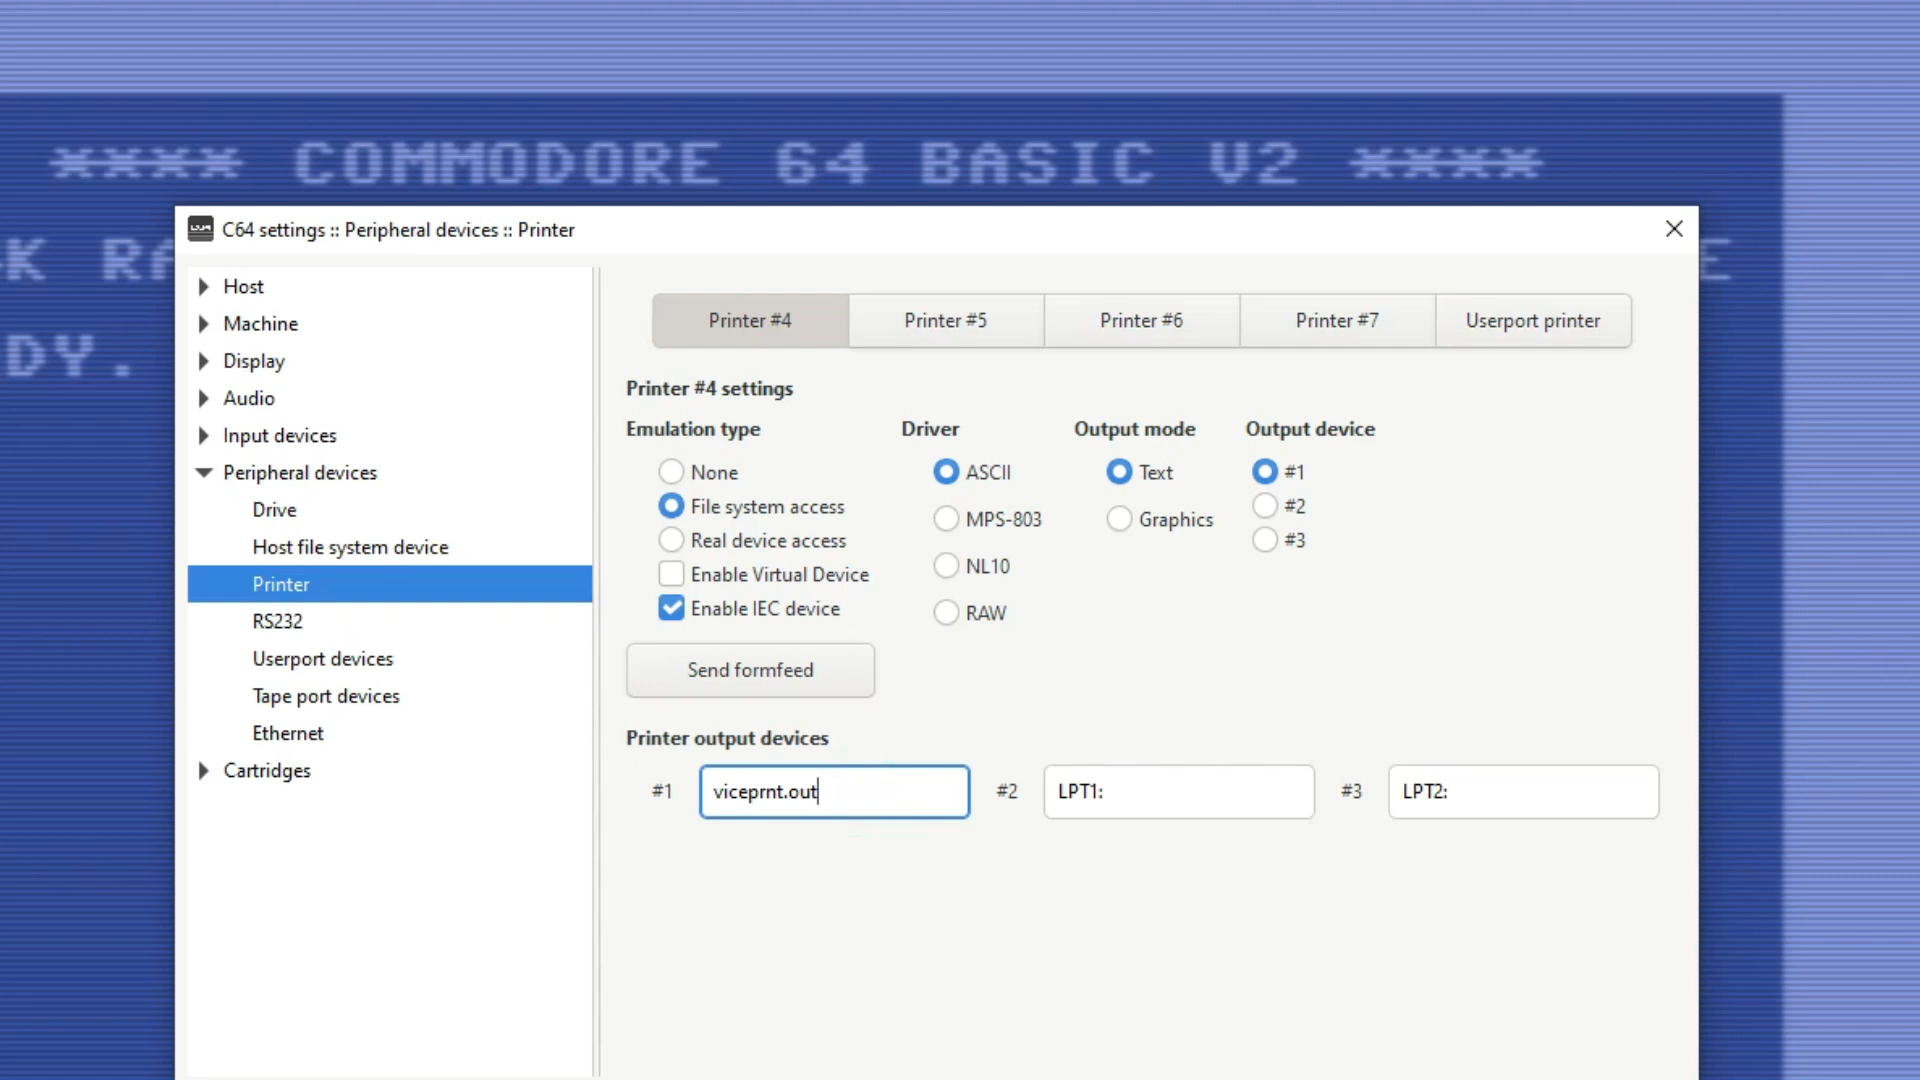 **** COMMODORE 64 BASIC V2 ****
K RA
E
DY.
C64 settings :: Peripheral devices :: Printer
Host
Machine
Display
Audio
Input devices
Peripheral devices
Drive
Host file system device
Printer
RS232
Userport devices
Tape port devices
Ethernet
Cartridges
Printer #4
Printer #5
Printer #6
Printer #7
Userport printer
Printer #4 settings
Emulation type
None
File system access
Real device access
Enable Virtual Device
Enable IEC device
Send formfeed
Driver
ASCII
MPS-803
NL10
RAW
Output mode
Text
Graphics
Output device
#1
#2
#3
Printer output devices
#1 viceprnt.out
#2 LPT1:
#3 LPT2: